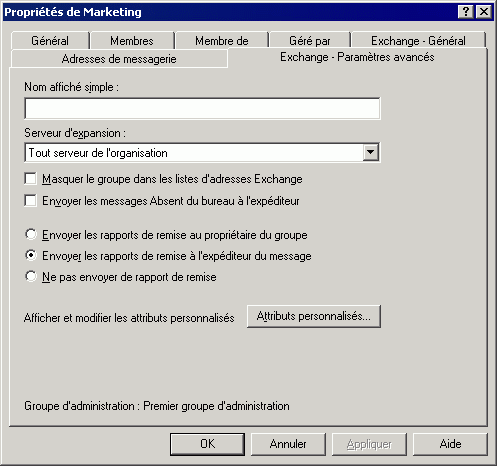 Propriétés de Marketing
Général Membres Membre de Géré par Exchange - Général
Adresses de messagerie Exchange - Paramètres avancés
Nom affiché simple :
Serveur d'expansion :
Tout serveur de l'organisation
Masquer le groupe dans les listes d'adresses Exchange
Envoyer les messages Absent du bureau à l'expéditeur
Envoyer les rapports de remise au propriétaire du groupe
Envoyer les rapports de remise à l'expéditeur du message
Ne pas envoyer de rapport de remise
Afficher et modifier les attributs personnalisés Attributs personnalisés...
Groupe d'administration : Premier groupe d'administration
OK Annuler Appliquer Aide